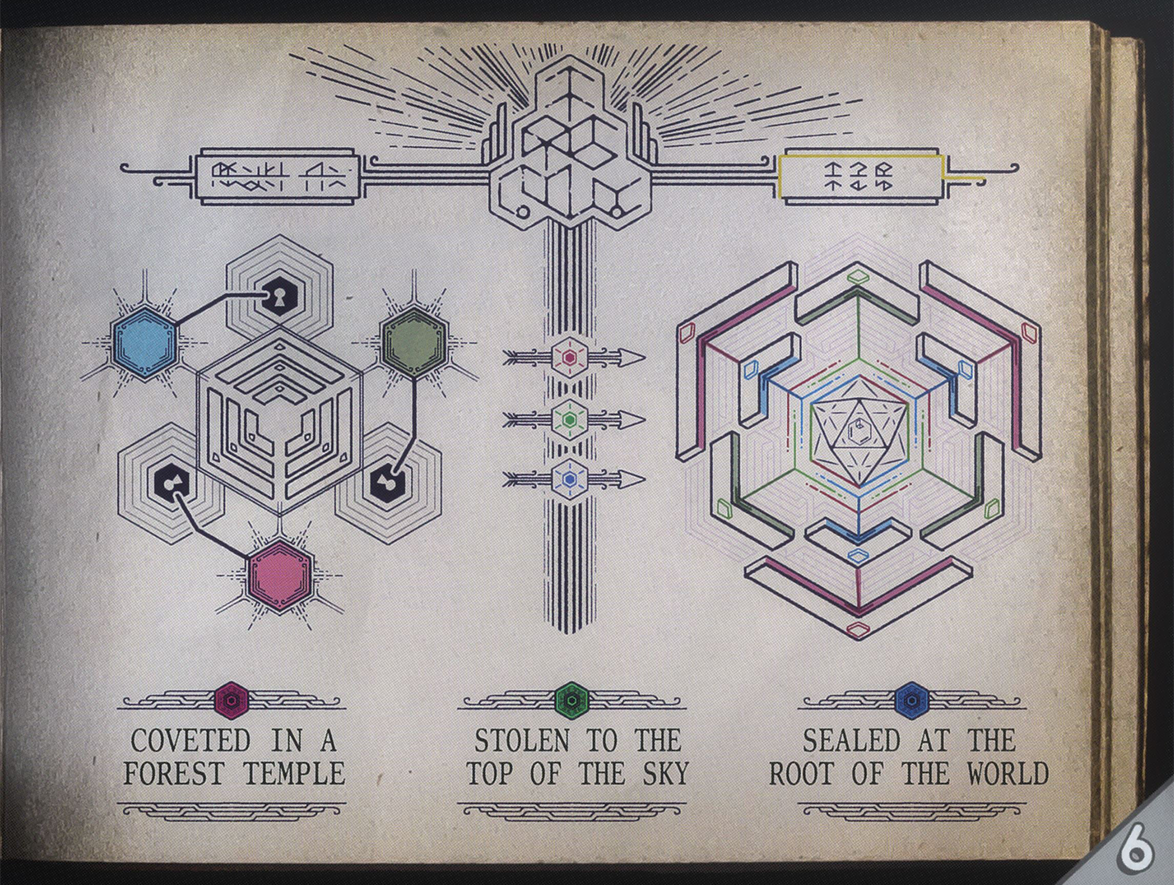 COVETED IN A
FOREST TEMPLE
STOLEN TO THE
TOP OF THE SKY
SEALED AT THE
ROOT OF THE WORLD
6